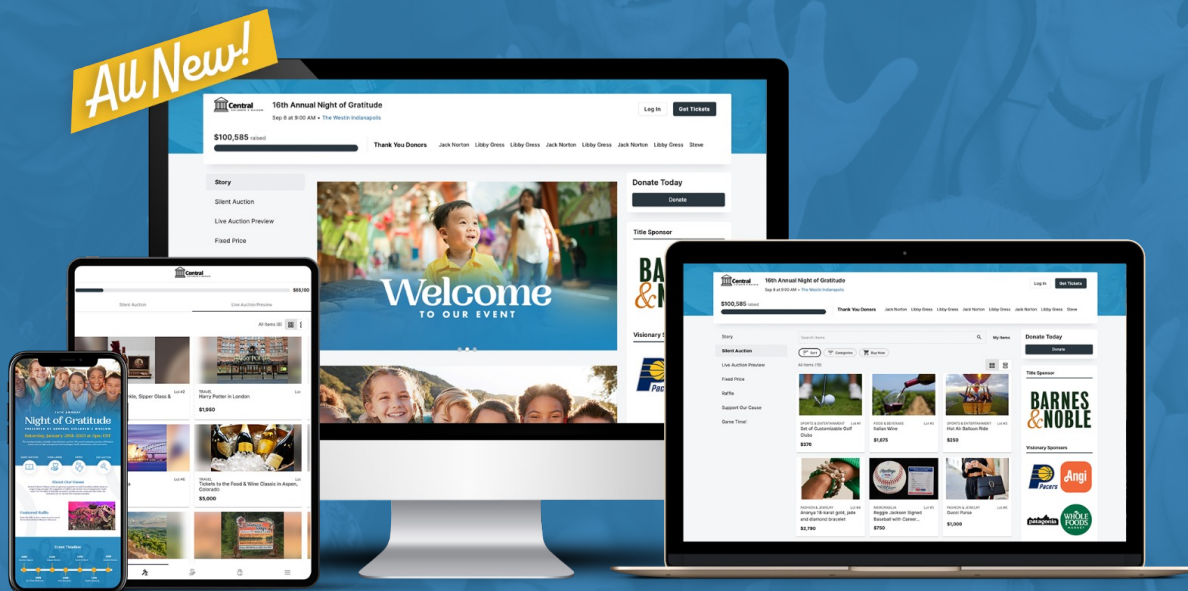 All New!
Central
16th Annual Night of Gratitude
Sep 8 at 9:00 AM • The Westin Indianapolis
Log In
Get Tickets
$100,585 raised
Thank You Donors Jack Norton Libby Gress Libby Gress Jack Norton Libby Gress Jack Norton Libby Gress Steve
Story
Silent Auction
Live Auction Preview
Fixed Price
Welcome
TO OUR EVENT
Donate Today
Donate
Title Sponsor
BA
&N
Visionary S
Pac
Central
Silent Auction
Live Auction Preview
All Items (8)
Lot #2
Sipper Glass &
TRAVEL
Lot
Harry Potter in London
$1,950
Lot #6
TRAVEL
Lot
Tickets to the Food & Wine Classic in Aspen,
Colorado
$5,000
Night of Gratitude
About Our Cause
Featured Raffle
Event Timeline
Central
16th Annual Night of Gratitude
Sep 8 at 9:00 AM • The Westin Indianapolis
Log In
Get Tickets
$100,585 raised
Thank You Donors Jack Norton Libby Gress Libby Gress Jack Norton Libby Gress Jack Norton Libby Gress Steve
Story
Silent Auction
Live Auction Preview
Fixed Price
Raffle
Support Our Cause
Game Time!
Search items
My Items
Sort
Categories
Buy Now
SPORTS & ENTERTAINMENT Lot #1
Set of Customizable Golf
Clubs
$370
FOOD & BEVERAGE Lot #2
Italian Wine
$1,075
SPORTS & ENTERTAINMENT Lot #3
Hot Air Balloon Ride
$250
FASHION & JEWELRY
Ananya 18-karat gold, jade
and diamond bracelet
$2,790
MEMORABILIA
Reggie Jackson Signed
Baseball with Career...
$750
FASHION & JEWELRY
Gucci Purse
$1,000
Donate Today
Donate
Title Sponsor
BARNES
&NOBLE
Visionary Sponsors
Pacers
Angi
patagonia
WHOLE
FOODS
MARKET